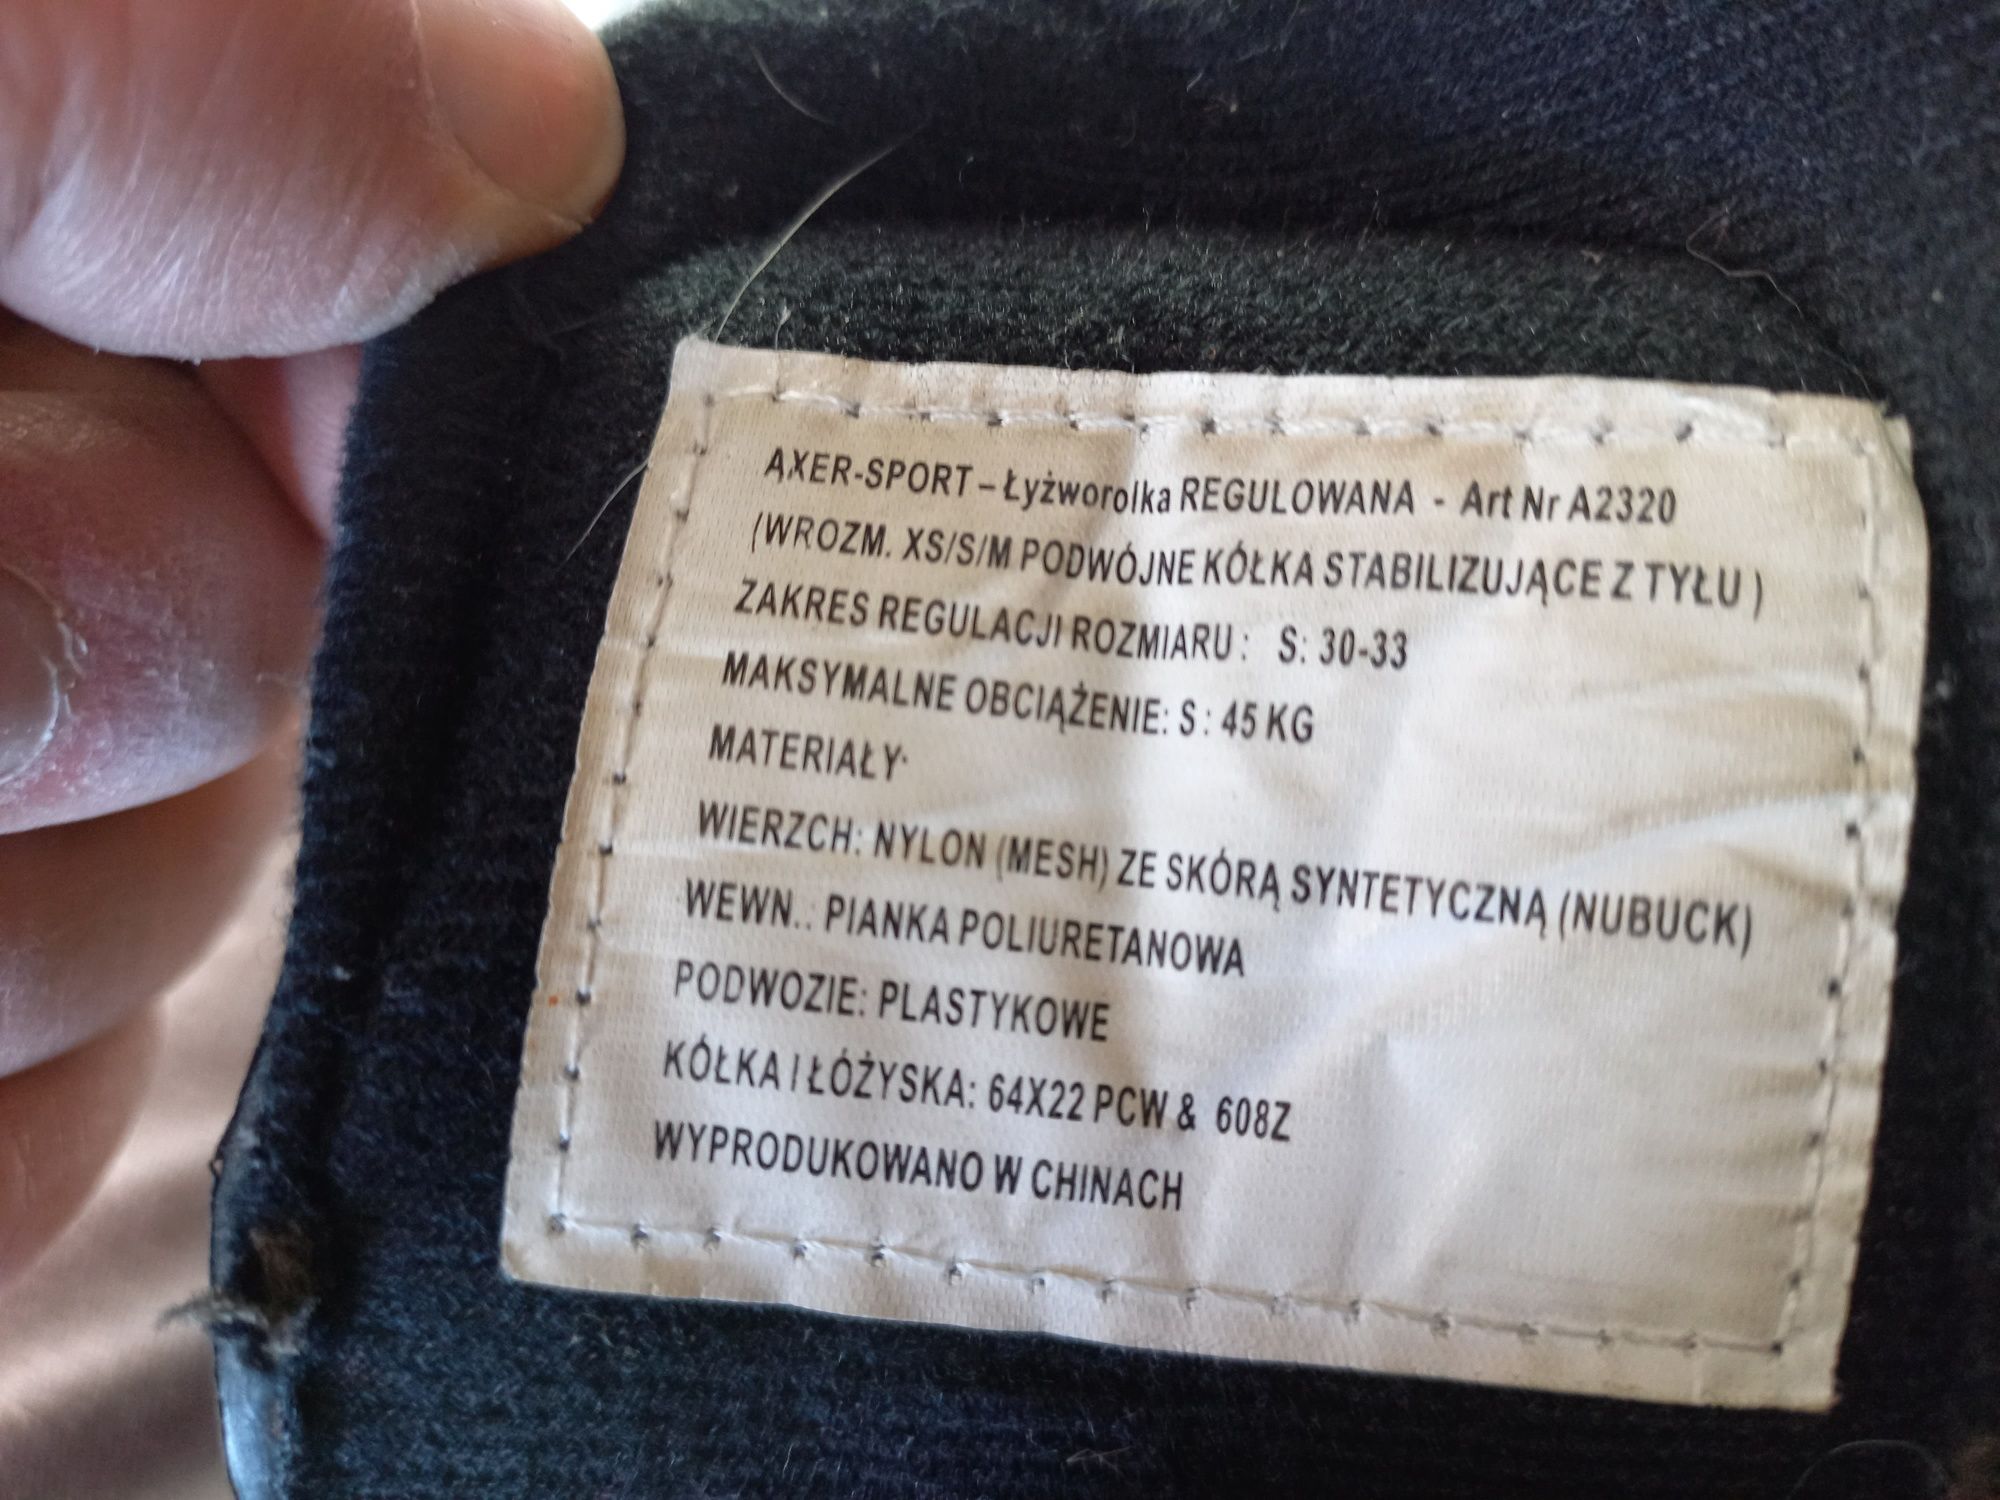 AXER-SPORT – Łyżworolka REGULOWANA - Art Nr A2320
(WROZM. XS/S/M PODWÓJNE KÓŁKA STABILIZUJĄCE Z TYŁU )
ZAKRES REGULACJI ROZMIARU : S: 30-33
MAKSYMALNE OBCIĄŻENIE: S : 45 KG
MATERIAŁY:
WIERZCH: NYLON (MESH) ZE SKÓRĄ SYNTETYCZNĄ (NUBUCK)
WEWN.: PIANKA POLIURETANOWA
PODWOZIE: PLASTYKOWE
KÓŁKA I ŁÓŻYSKA: 64X22 PCW & 608Z
WYPRODUKOWANO W CHINACH